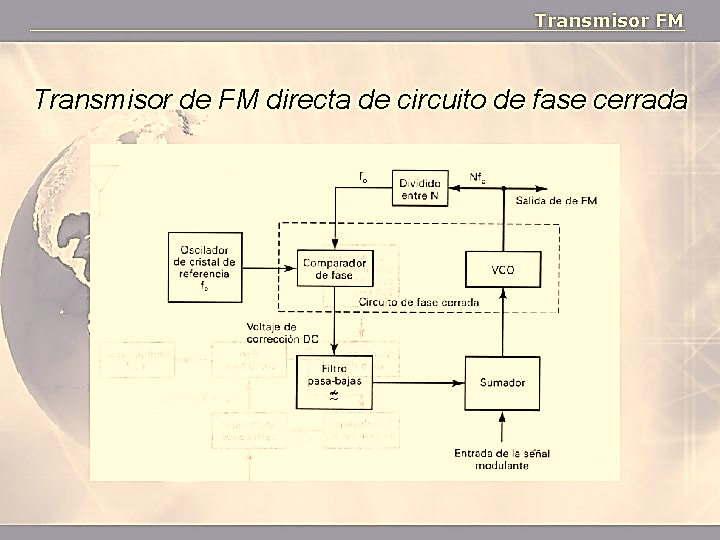 Transmisor FM
Transmisor de FM directa de circuito de fase cerrada
fo
Dividido
entre N
Nfo
Salida de de FM
Oscilador
de cristal de
referencia
fo
Comparador
de fase
VCO
Circuito de fase cerrada
Voltaje de
corrección DC
Filtro
pasa-bajas
Sumador
Entrada de la señal
modulante